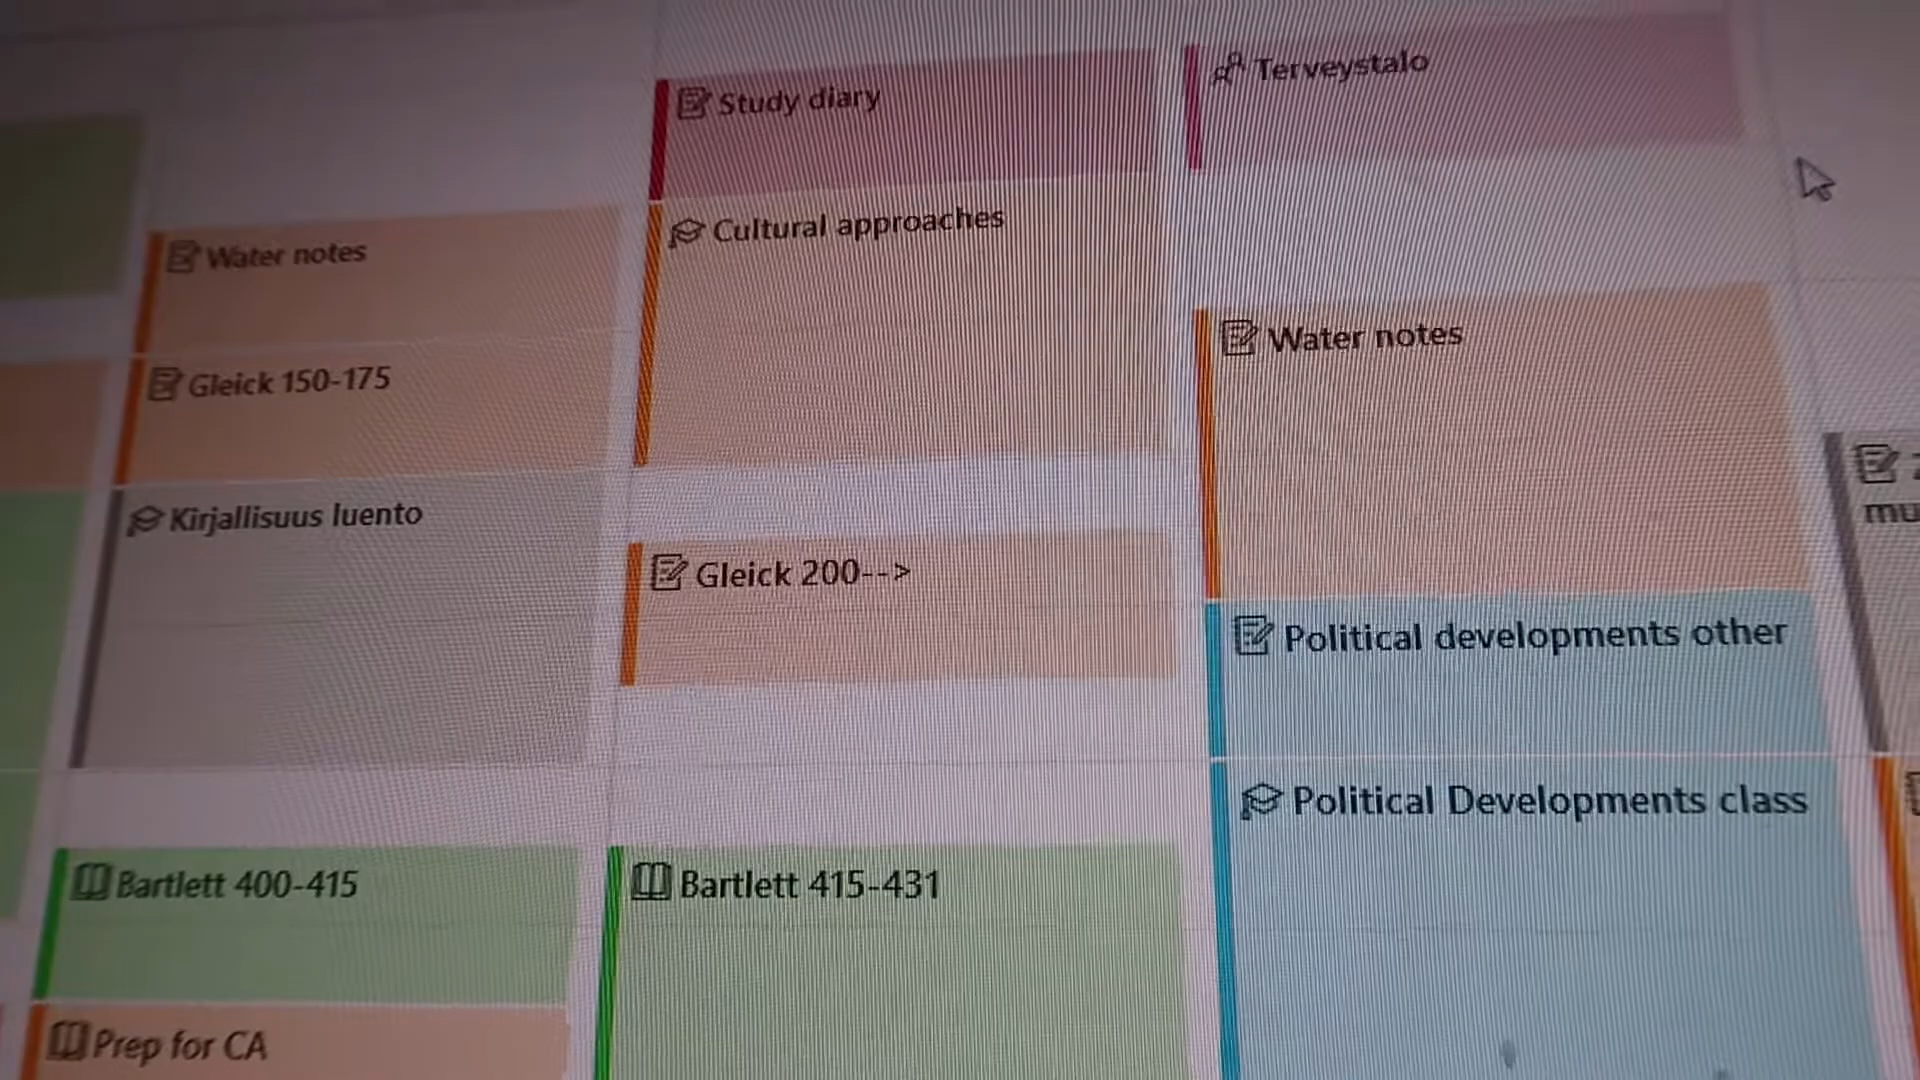 Water notes
Gleick 150-175
Kirjallisuus luento
Bartlett 400-415
Prep for CA
Study diary
Cultural approaches
Gleick 200-->
Bartlett 415-431
Terveystalo
Water notes
Political developments other
Political Developments class